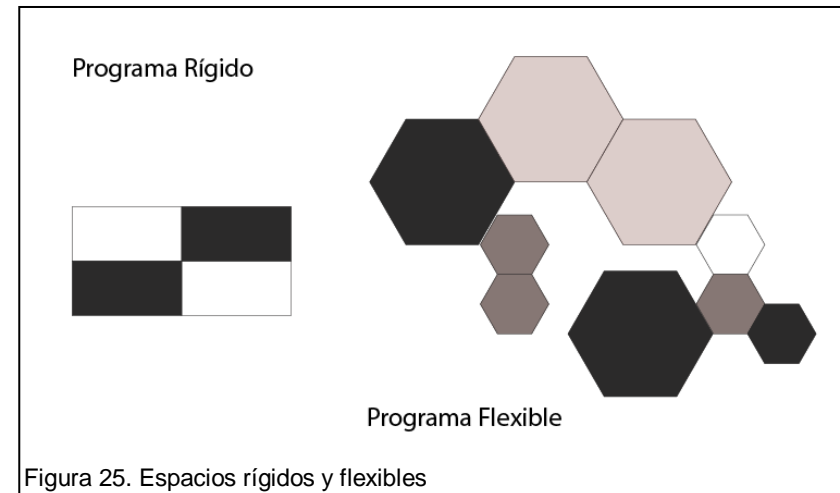 Programa Rígido
Programa Flexible
Figura 25. Espacios rígidos y flexibles